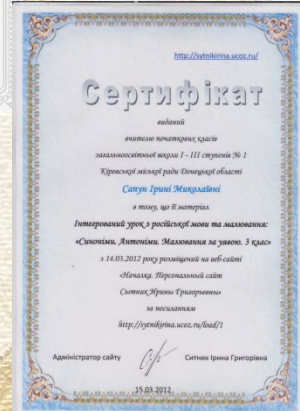 http://sytnikirina.ucoz.ru/
Сертифікат
виданий
вчителю початкових класів
загальноосвітньої школи І - ІІІ ступенів № 1
Кіровської міської ради Донецької області
Сапун Ірині Миколаївні
в тому, що її матеріал
Інтегрований урок з російської мови та малювання:
«Синоніми. Антоніми. Малювання за уявою. 3 клас»
з 14.03.2012 року розміщений на веб-сайті
«Началка. Персональный сайт
Сытник Ирины Григорьевны»
за посиланням
http://sytnikirina.ucoz.ru/load/1
Адміністратор сайту Ситник Ірина Григорівна
15.03.2012